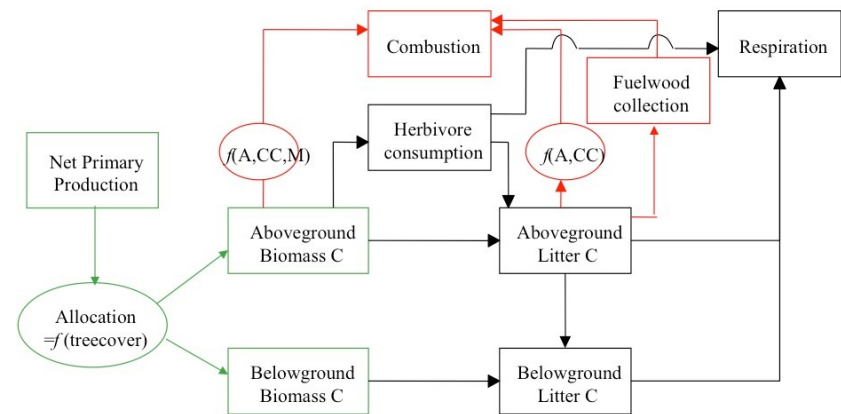 Combustion
Respiration
Fuelwood
collection
Herbivore
consumption
f(A,CC,M)
f(A,CC)
Net Primary
Production
Aboveground
Biomass C
Aboveground
Litter C
Allocation
=f (treecover)
Belowground
Biomass C
Belowground
Litter C